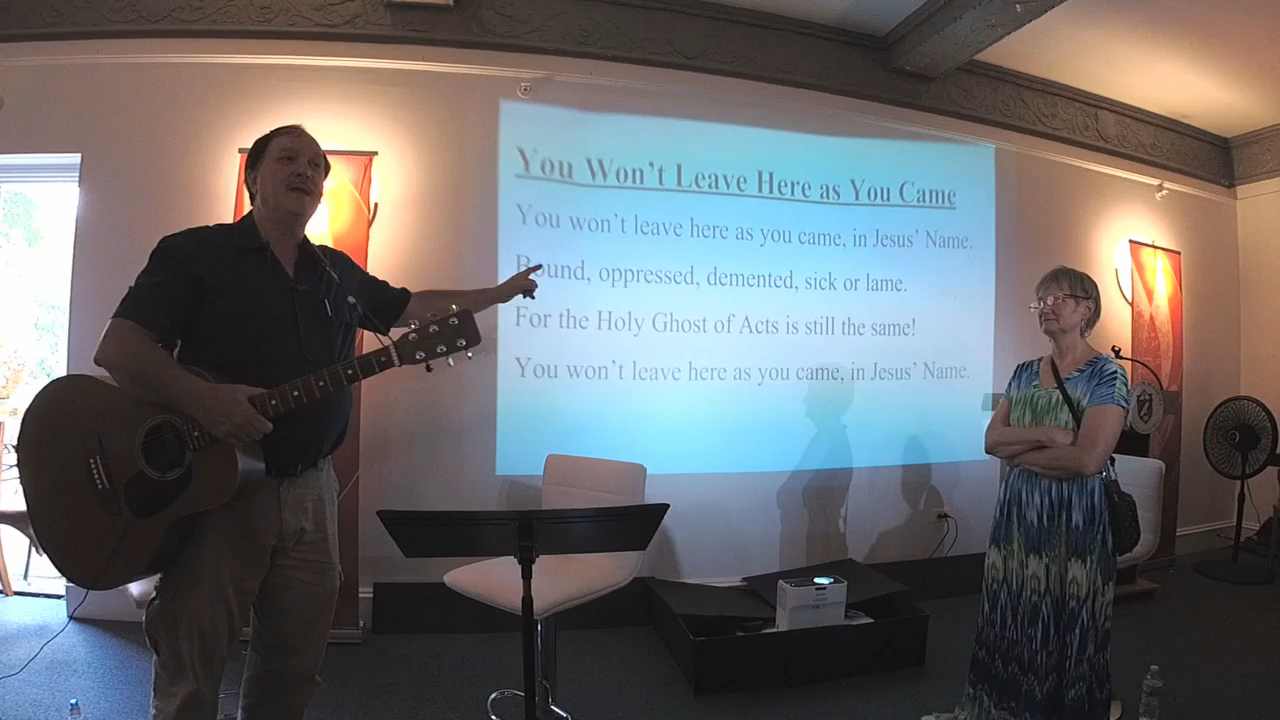 You Won't Leave Here as You Came
You won't leave here as you came, in Jesus' Name.
Bound, oppressed, demented, sick or lame.
For the Holy Ghost of Acts is still the same!
You won't leave here as you came, in Jesus' Name.